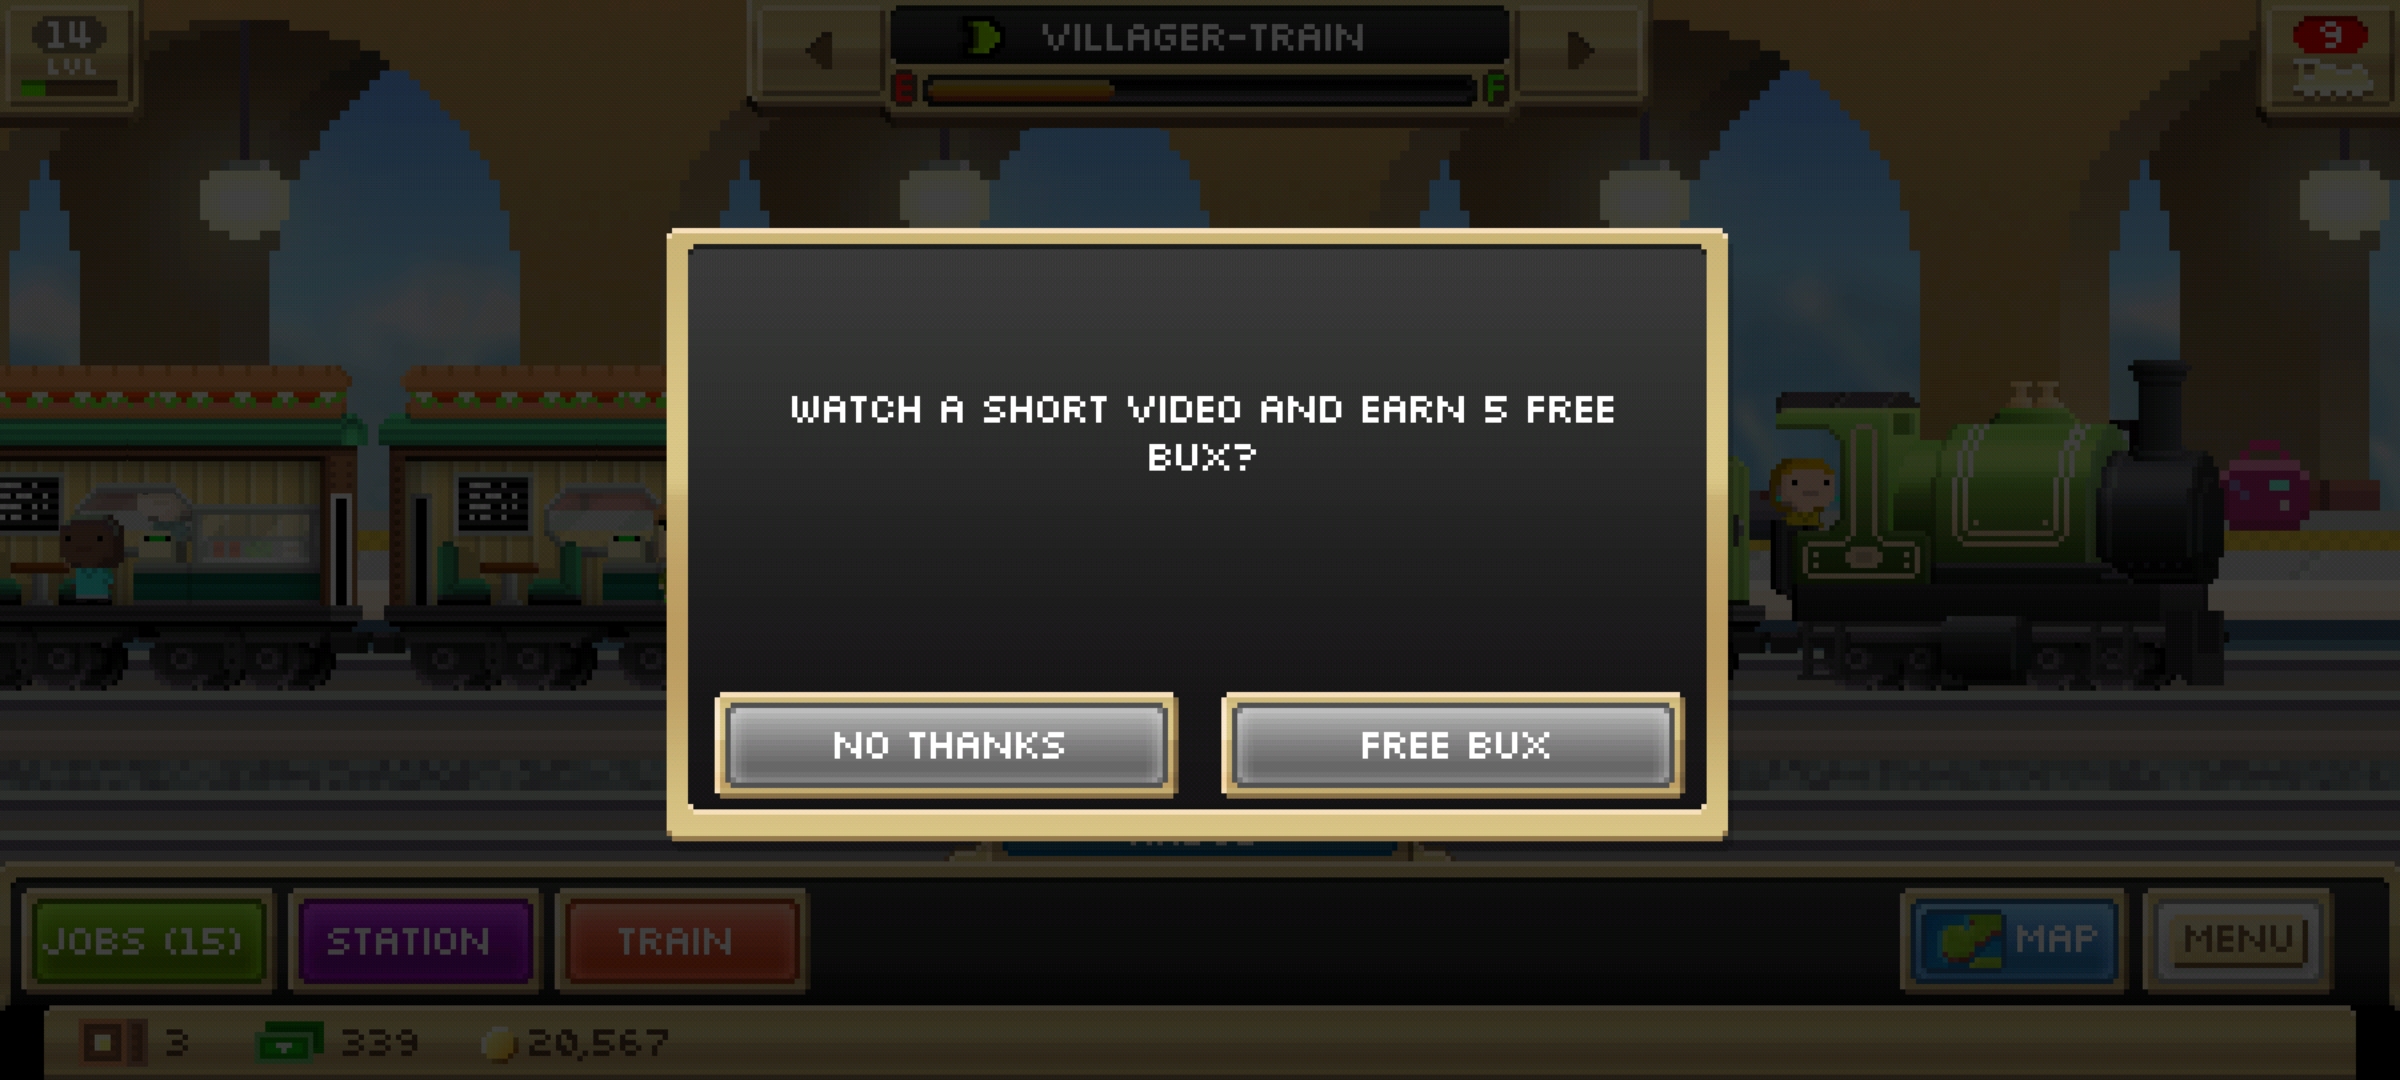 14
LVL
VILLAGER-TRAIN
E
F
9
WATCH A SHORT VIDEO AND EARN 5 FREE
BUX?
NO THANKS
FREE BUX
JOBS (15)
STATION
TRAIN
MAP
MENU
3
339
20,567